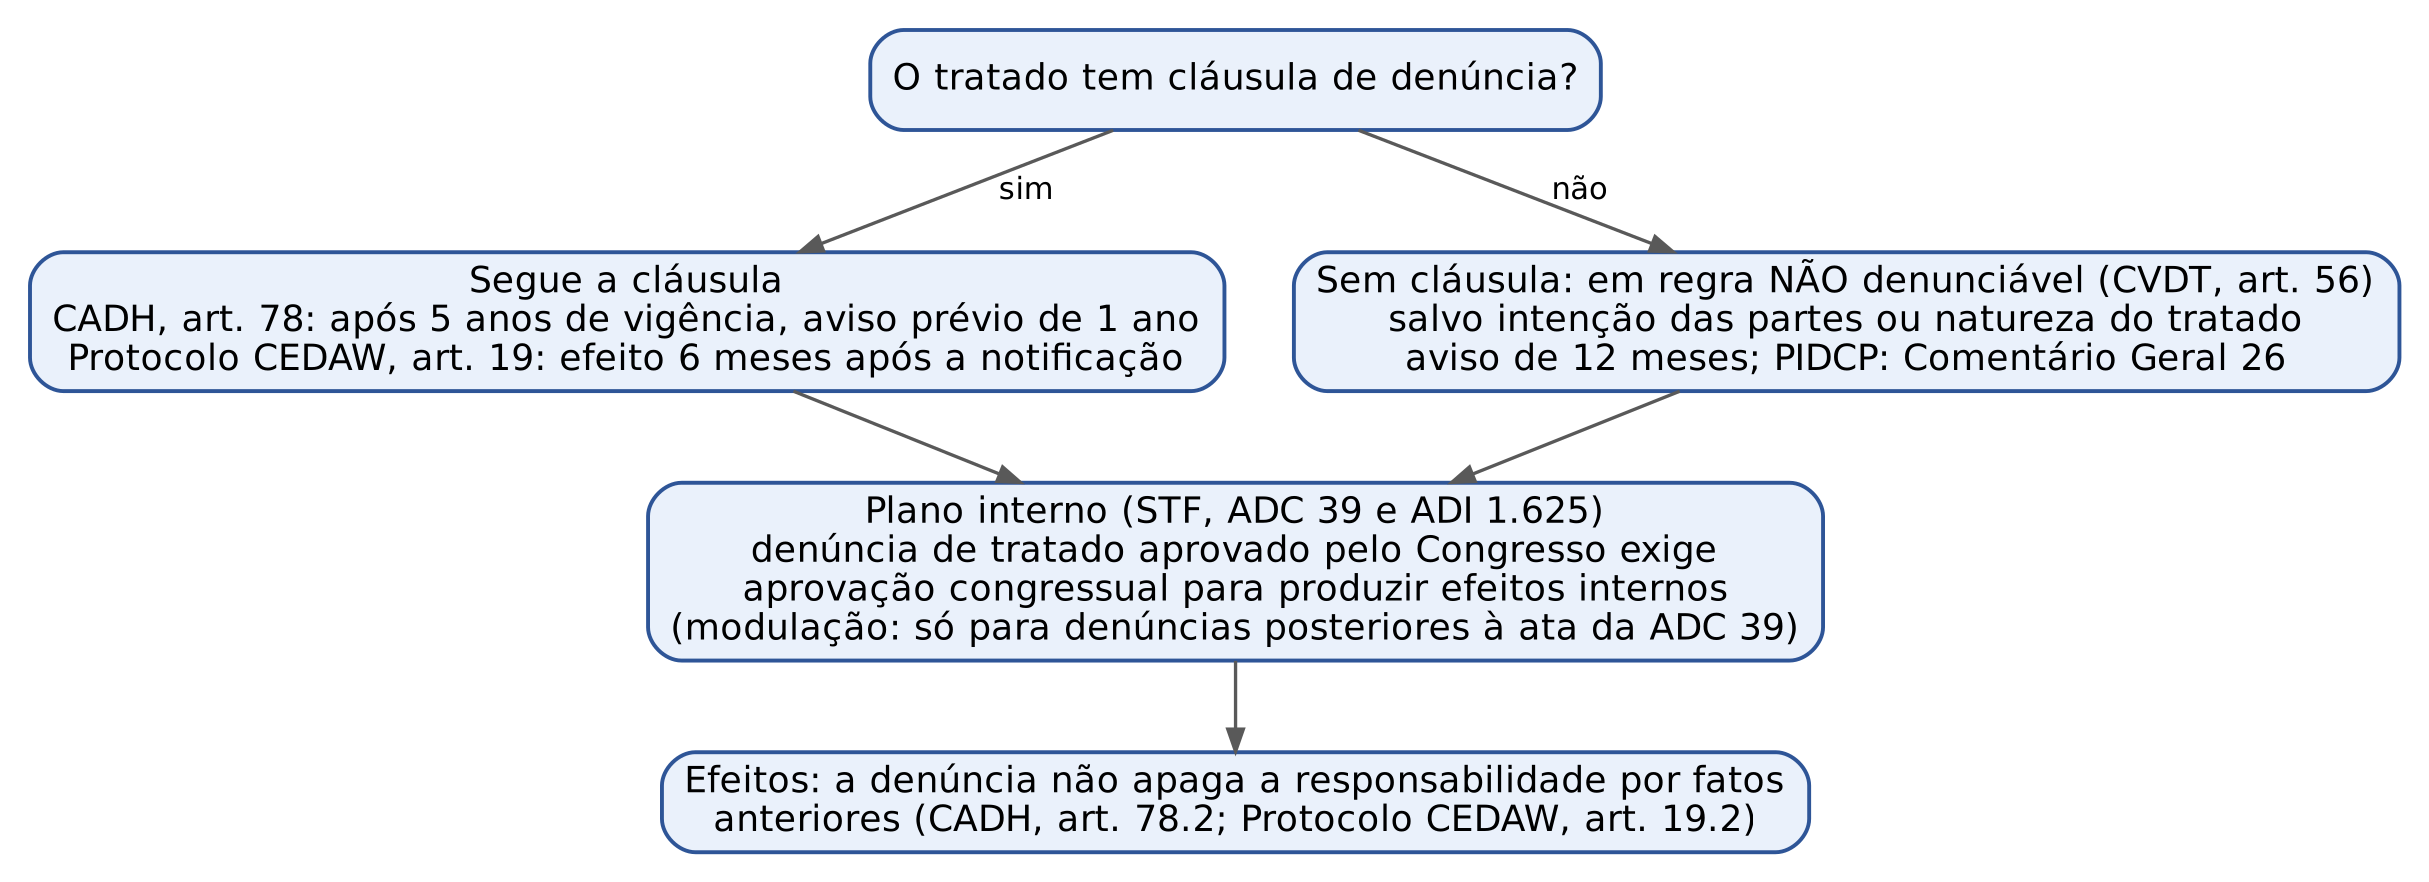 O tratado tem cláusula de denúncia?
sim
não
Segue a cláusula
CADH, art. 78: após 5 anos de vigência, aviso prévio de 1 ano
Protocolo CEDAW, art. 19: efeito 6 meses após a notificação
Sem cláusula: em regra NÃO denunciável (CVDT, art. 56)
salvo intenção das partes ou natureza do tratado
aviso de 12 meses; PIDCP: Comentário Geral 26
Plano interno (STF, ADC 39 e ADI 1.625)
denúncia de tratado aprovado pelo Congresso exige
aprovação congressual para produzir efeitos internos
(modulação: só para denúncias posteriores à ata da ADC 39)
Efeitos: a denúncia não apaga a responsabilidade por fatos
anteriores (CADH, art. 78.2; Protocolo CEDAW, art. 19.2)